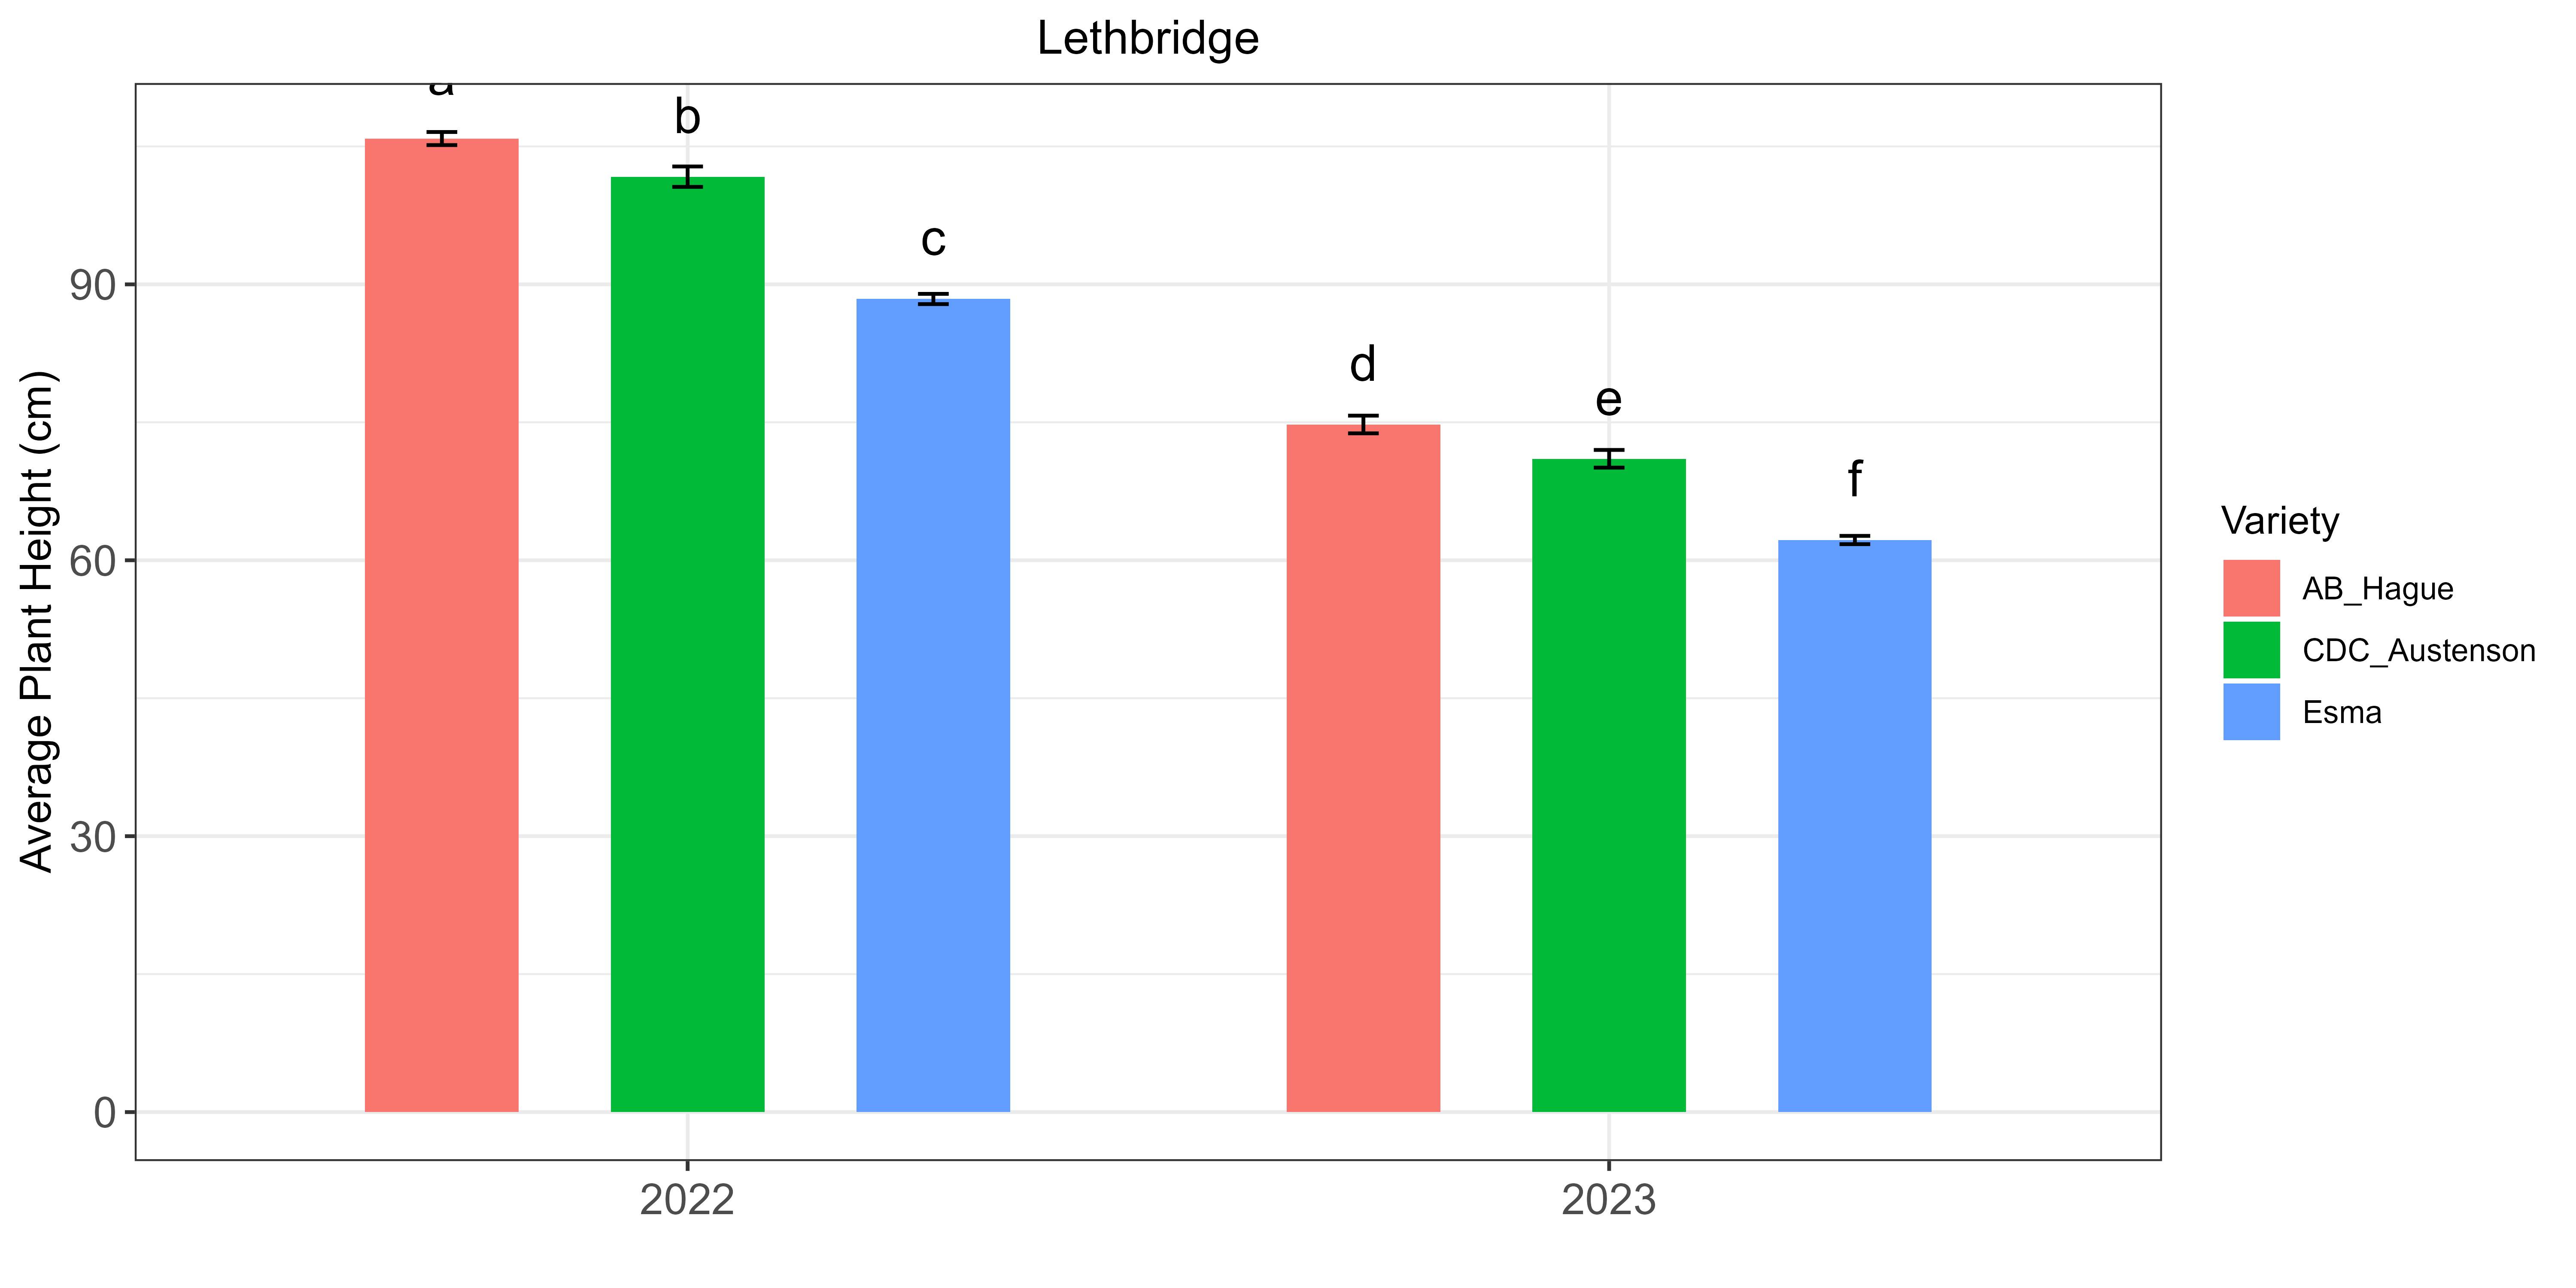 Lethbridge
a
b
c
d
e
f
Average Plant Height (cm)
90
60
30
0
2022
2023
Variety
AB_Hague
CDC_Austenson
Esma